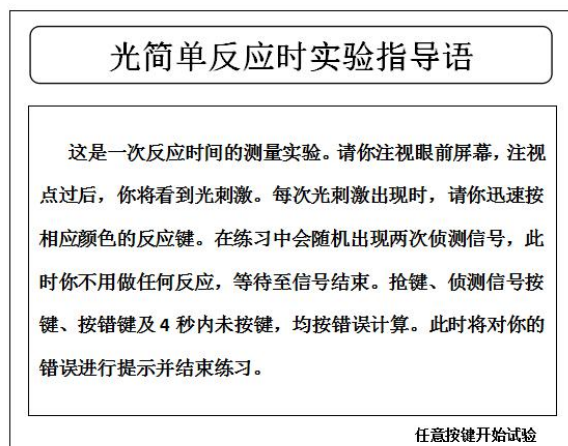 光简单反应时实验指导语
这是一次反应时间的测量实验。请你注视眼前屏幕，注视
点过后，你将看到光刺激。每次光刺激出现时，请你迅速按
相应颜色的反应键。在练习中会随机出现两次侦测信号，此
时你不用做任何反应，等待至信号结束。抢键、侦测信号按
键、按错键及 4 秒内未按键，均按错误计算。此时将对你的
错误进行提示并结束练习。
任意按键开始试验